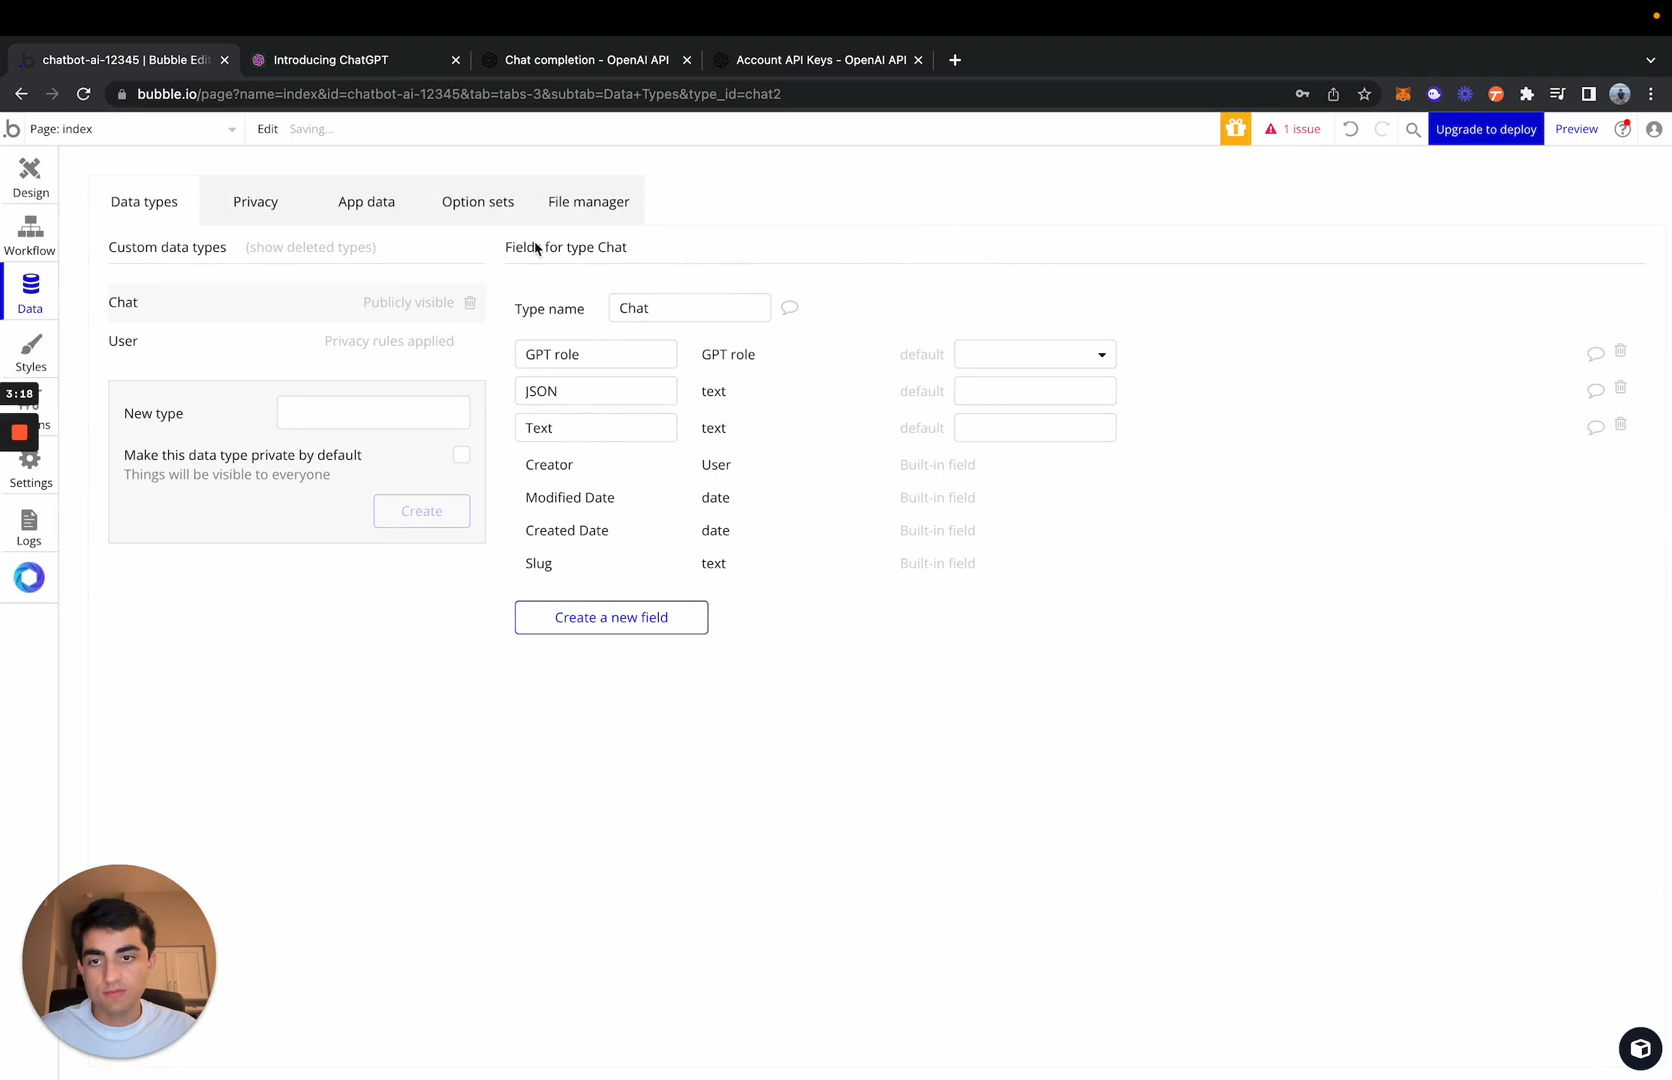 chatbot-ai-12345 | Bubble Edit
Introducing ChatGPT
Chat completion - OpenAI API
Account API Keys - OpenAI API
bubble.io/page?name=index&id=chatbot-ai-12345&tab=tabs-3&subtab=Data+Types&type_id=chat2
Page: index
Edit
Saving...
1 issue
Upgrade to deploy
Preview
Design
Workflow
Data
Styles
3:18
ns
Settings
Logs
Data types
Privacy
App data
Option sets
File manager
Custom data types
(show deleted types)
Chat
Publicly visible
User
Privacy rules applied
New type
Make this data type private by default
Things will be visible to everyone
Create
Fields for type Chat
Type name
Chat
GPT role
GPT role
default
JSON
text
default
Text
text
default
Creator
User
Built-in field
Modified Date
date
Built-in field
Created Date
date
Built-in field
Slug
text
Built-in field
Create a new field